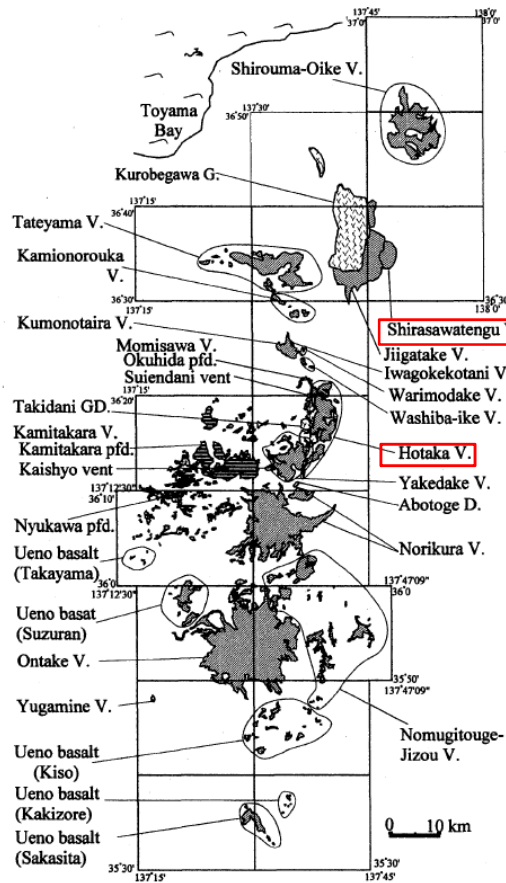 137°45'
37°0'
138°0'
37°0'
Shirouma-Oike V.
Toyama
Bay
137°30'
36°50'
Kurobegawa G.
137°15'
36°40'
Tateyama V.
Kamionorouka
V.
36°30'
137°15'
36°30'
138°0'
Shirasawatengu V
Kumonotaira V.
Jiigatake V.
Momisawa V.
Iwagokekotani V.
Okuhida pfd.
Suiendani vent
Warimodake V.
137°15'
36°20'
Washiba-ike V.
Takidani GD.
Kamitakara V.
Kamitakara pfd.
Hotaka V.
Kaishyo vent
Yakedake V.
137°12'30"
36°10'
Abotoge D.
Nyukawa pfd.
Norikura V.
Ueno basalt
(Takayama)
36°0'
137°12'30"
137°47'09"
36°0'
Ueno basat
(Suzuran)
Ontake V.
35°50'
137°47'09"
Yugamine V.
Nomugitouge-
Jizou V.
Ueno basalt
(Kiso)
Ueno basalt
(Kakizore)
Ueno basalt
(Sakasita)
0 10 km
35°30'
137°15'
35°30'
137°45'